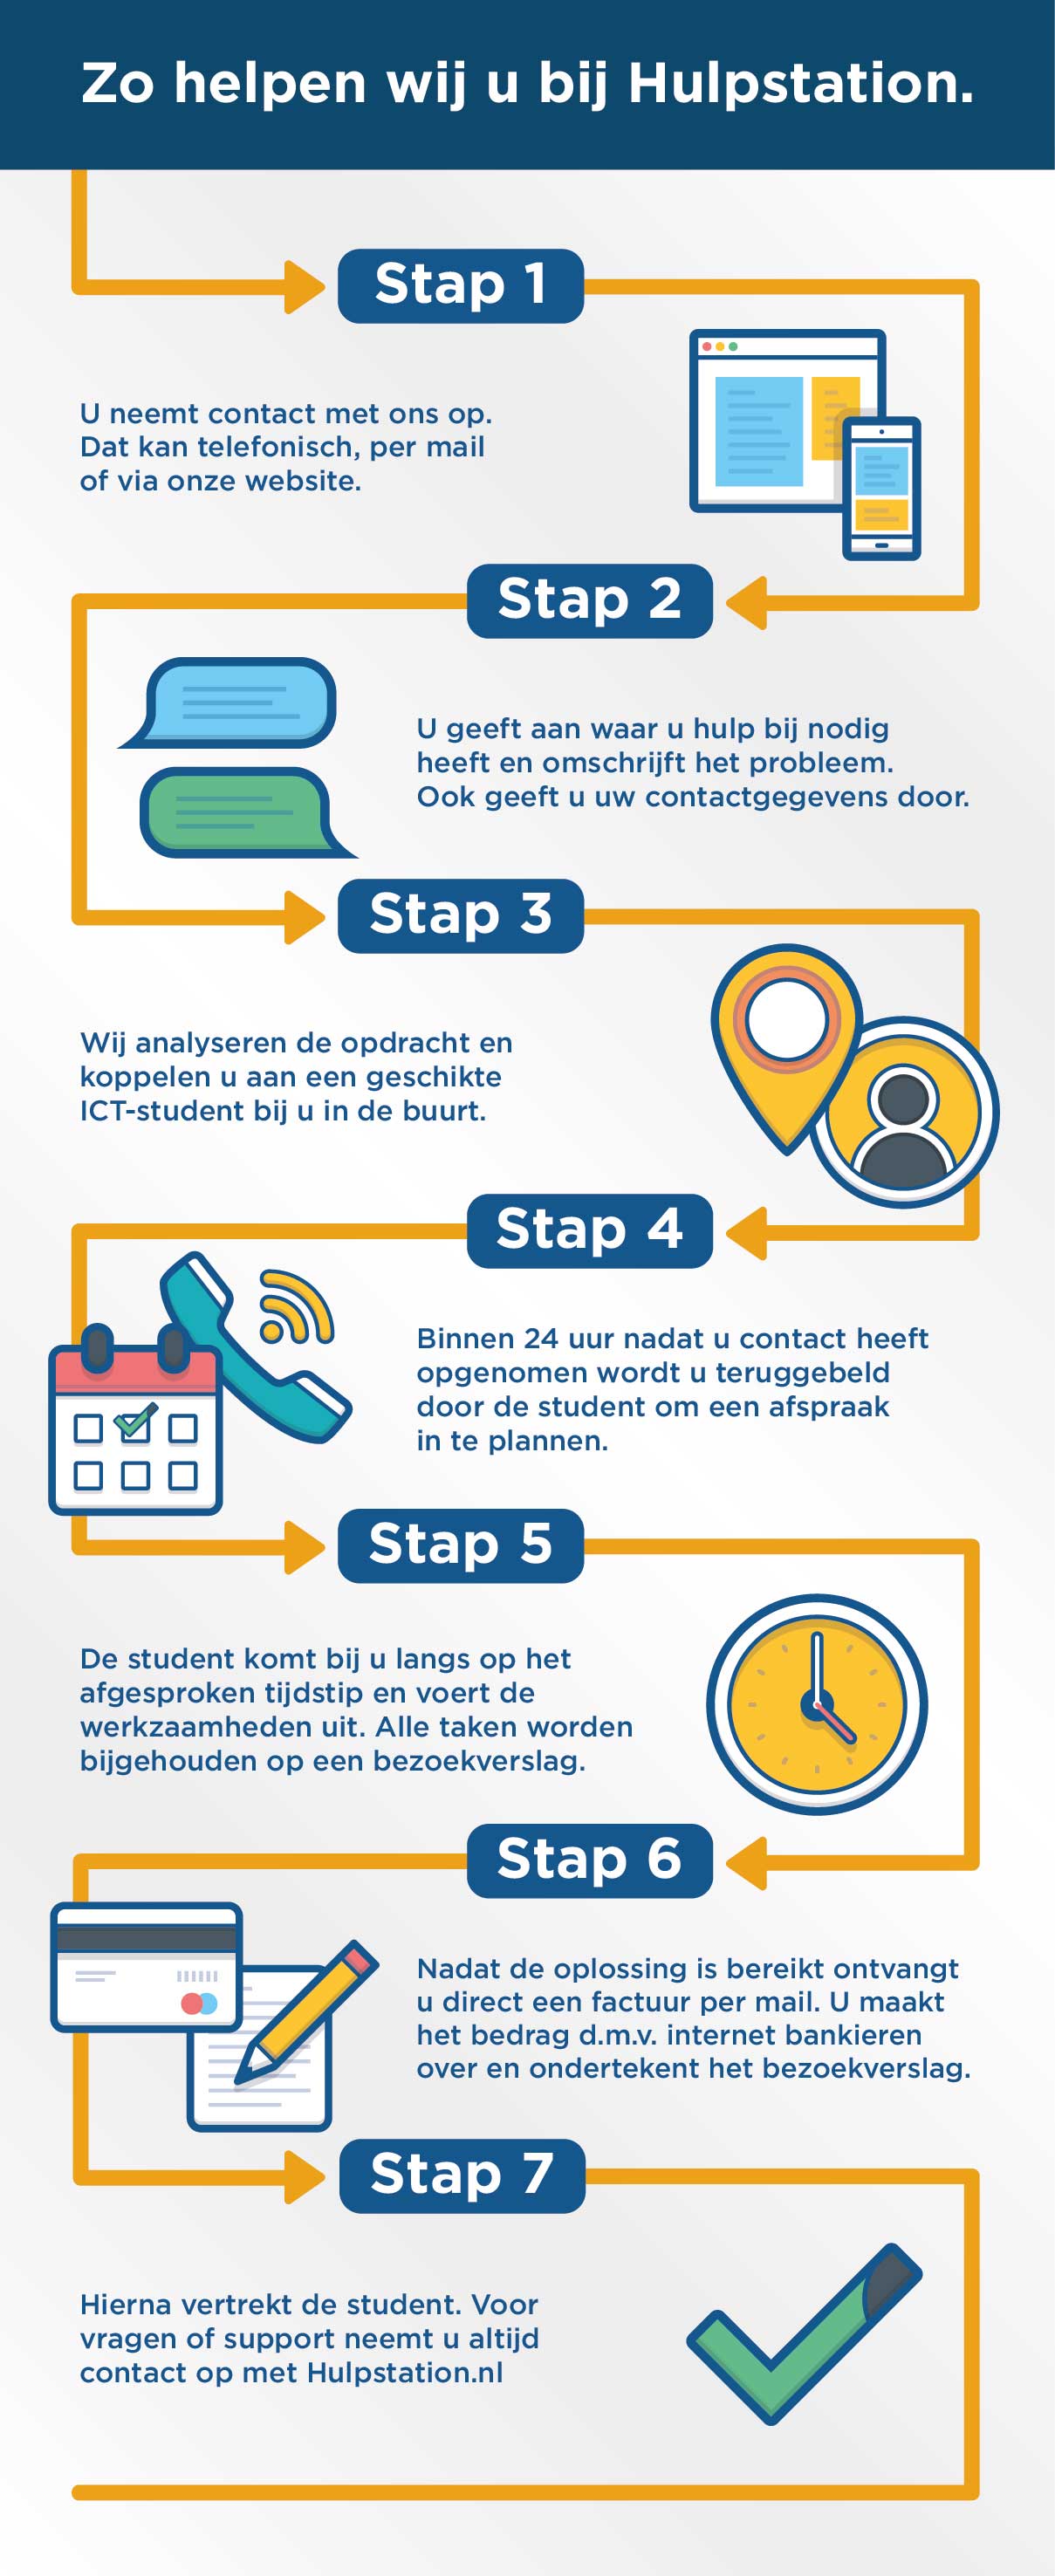 Zo helpen wij u bij Hulpstation.
Stap 1
U neemt contact met ons op.
Dat kan telefonisch, per mail
of via onze website.
Stap 2
U geeft aan waar u hulp bij nodig
heeft en omschrijft het probleem.
Ook geeft u uw contactgegevens door.
Stap 3
Wij analyseren de opdracht en
koppelen u aan een geschikte
ICT-student bij u in de buurt.
Stap 4
Binnen 24 uur nadat u contact heeft
opgenomen wordt u teruggebeld
door de student om een afspraak
in te plannen.
Stap 5
De student komt bij u langs op het
afgesproken tijdstip en voert de
werkzaamheden uit. Alle taken worden
bijgehouden op een bezoekverslag.
Stap 6
Nadat de oplossing is bereikt ontvangt
u direct een factuur per mail. U maakt
het bedrag d.m.v. internet bankieren
over en ondertekent het bezoekverslag.
Stap 7
Hierna vertrekt de student. Voor
vragen of support neemt u altijd
contact op met Hulpstation.nl